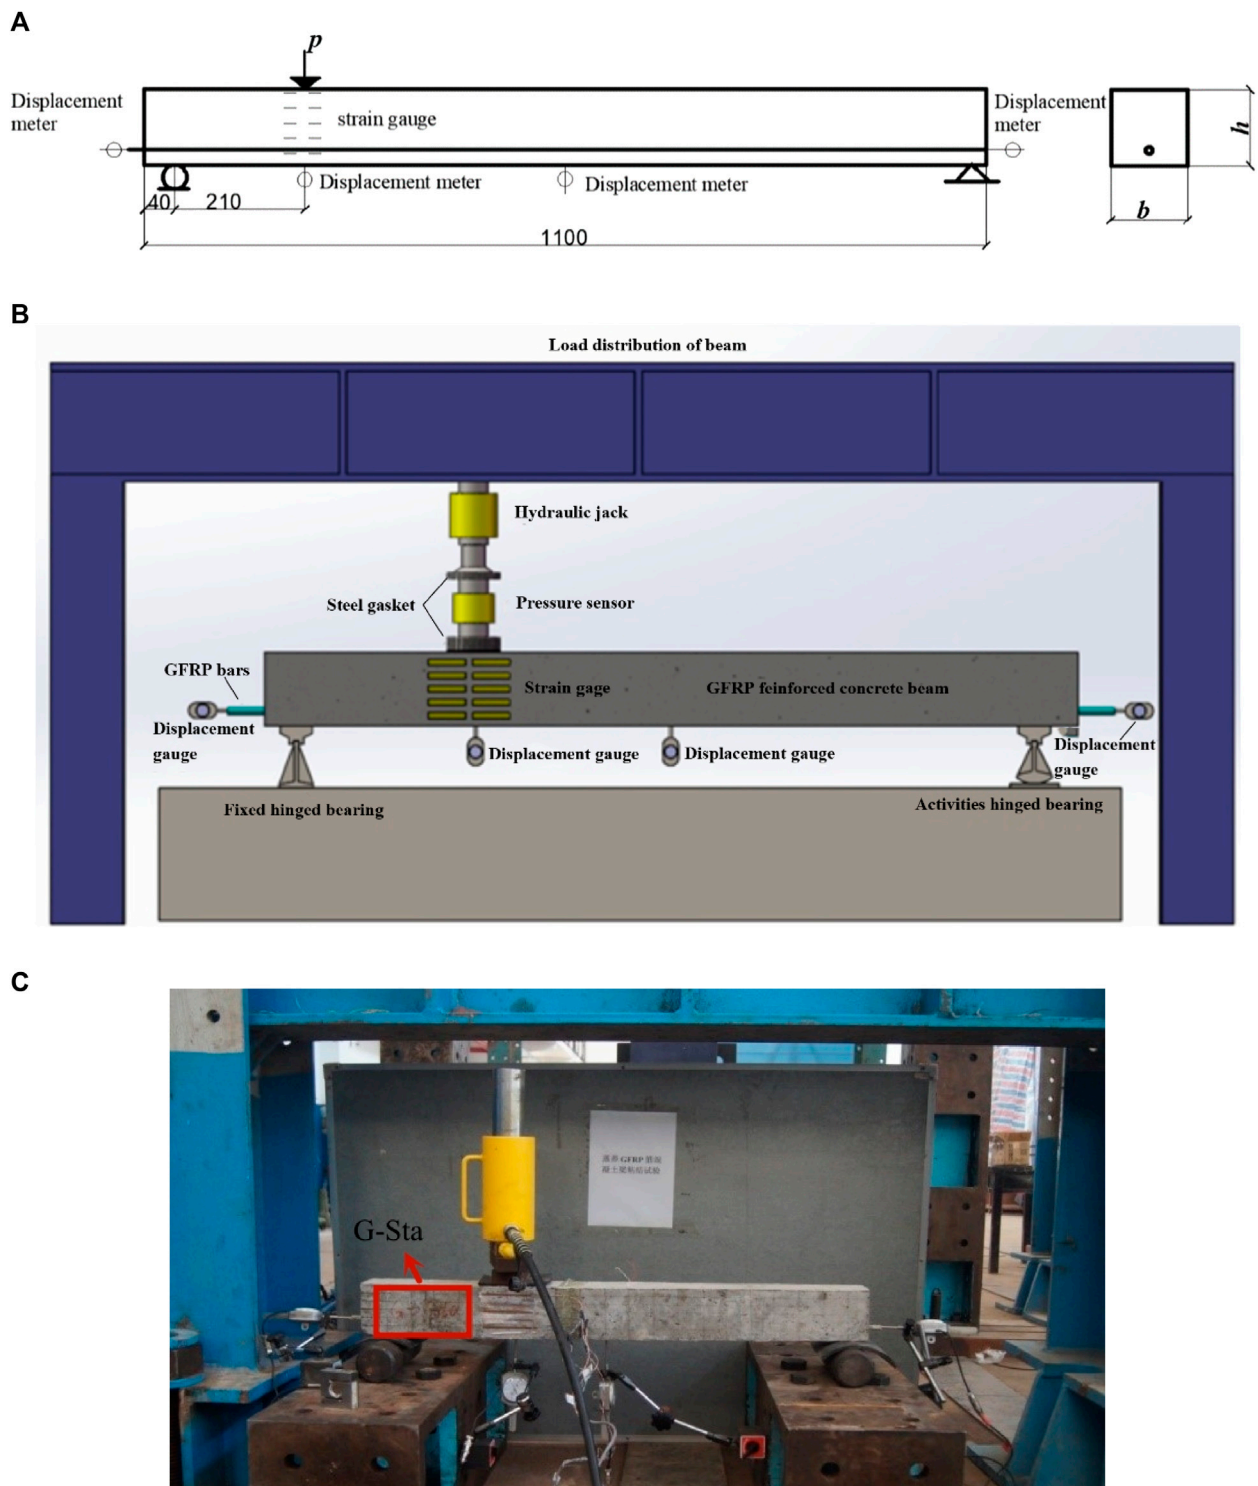 A
p
Displacement
meter
strain gauge
Displacement
meter
h
Displacement meter
Displacement meter
40
210
b
1100
B
Load distribution of beam
Hydraulic jack
Steel gasket
Pressure sensor
GFRP bars
Strain gage
GFRP feinforced concrete beam
Displacement
gauge
Displacement gauge
Displacement gauge
Displacement
gauge
Fixed hinged bearing
Activities hinged bearing
C
G-Sta